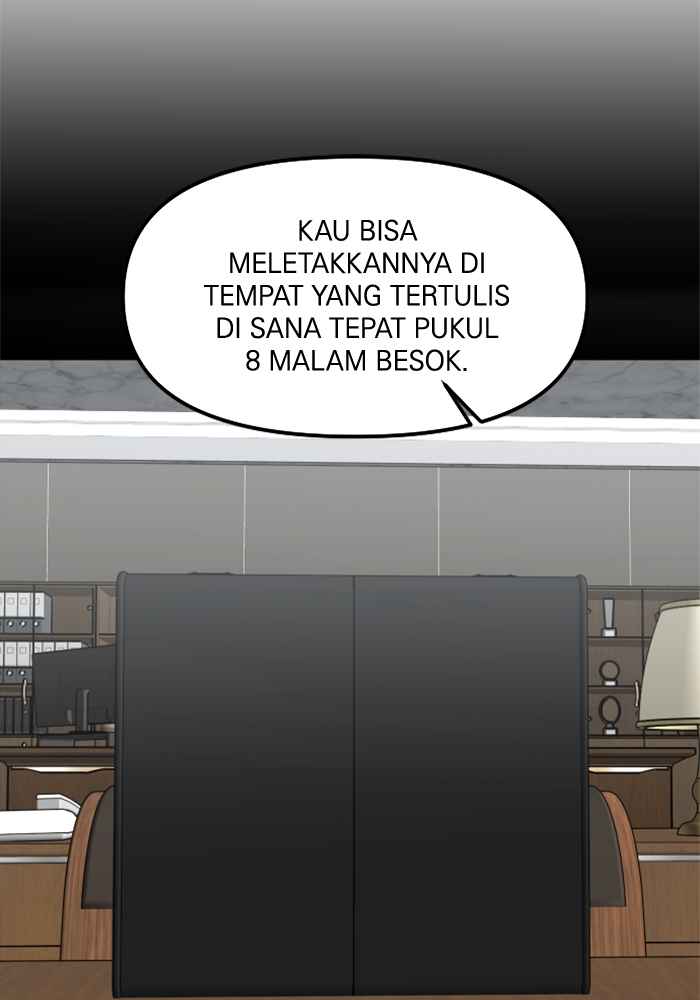 KAU BISA
MELETAKKANNYA DI
TEMPAT YANG TERTULIS
DI SANA TEPAT PUKUL
8 MALAM BESOK.